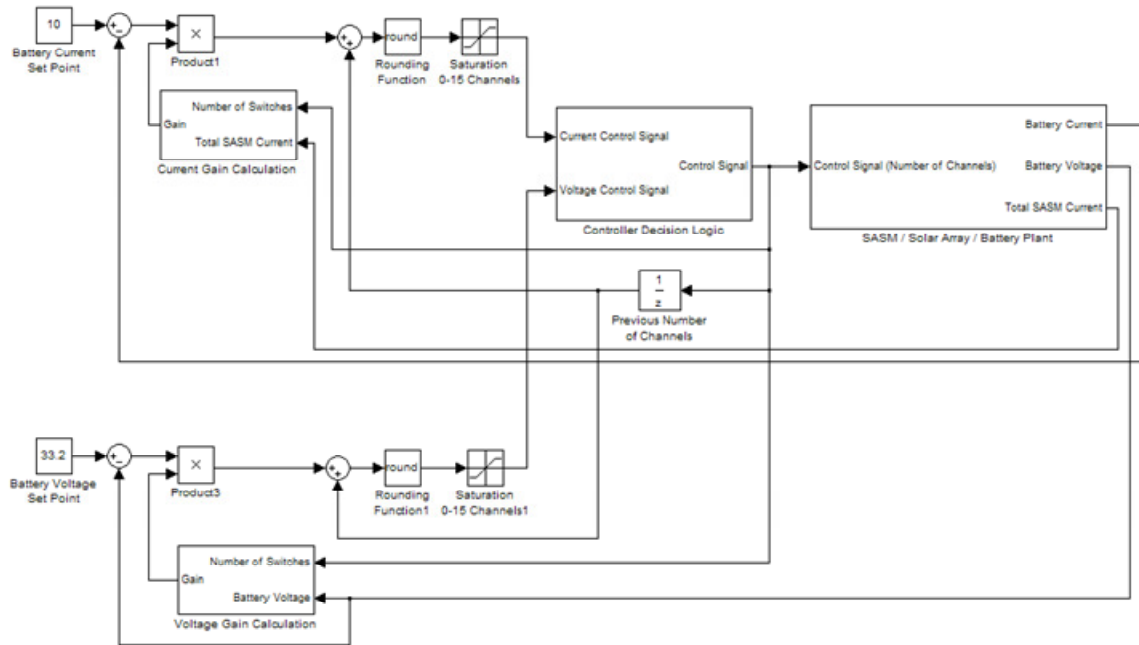 10
Battery Current
Set Point
+
−
×
Product1
+
+
round
Rounding
Function
Saturation
0-15 Channels
Number of Switches
Gain
Total SASM Current
Current Gain Calculation
Current Control Signal
Control Signal
Voltage Control Signal
Controller Decision Logic
Battery Current
Control Signal (Number of Channels)
Battery Voltage
Total SASM Current
SASM / Solar Array / Battery Plant
1
z
Previous Number
of Channels
33.2
Battery Voltage
Set Point
+
−
×
Product3
+
+
round
Rounding
Function1
Saturation
0-15 Channels1
Number of Switches
Gain
Battery Voltage
Voltage Gain Calculation